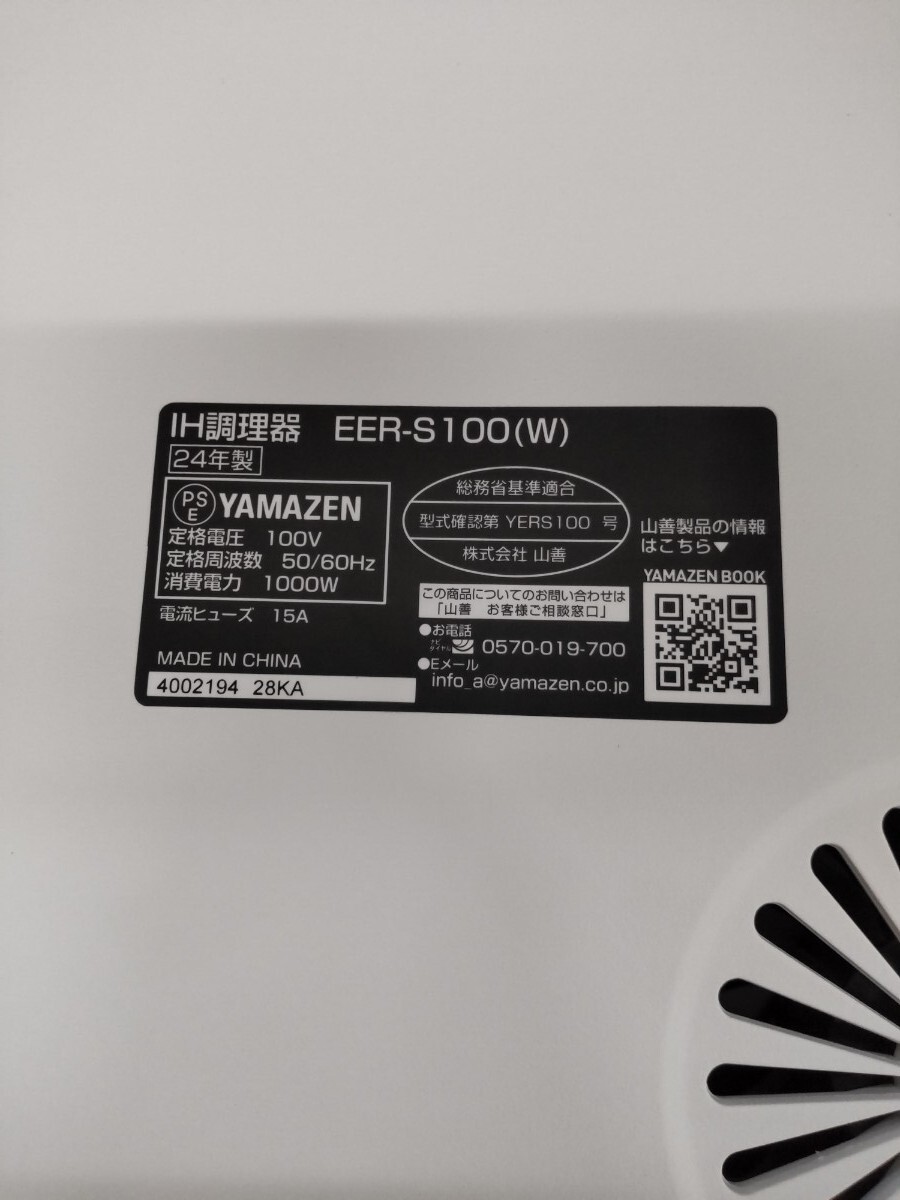 IH調理器 EER-S100(W)
24年製
PS
E
YAMAZEN
定格電圧 100V
定格周波数 50/60Hz
消費電力 1000W
電流ヒューズ 15A
MADE IN CHINA
4002194 28KA
総務省基準適合
型式確認第 YERS100 号
株式会社 山善
この商品についてのお問い合わせは
「山善 お客様ご相談窓口」
●お電話
ナビ
ダイヤル
0570-019-700
●Eメール
info_a@yamazen.co.jp
山善製品の情報
はこちら▼
YAMAZEN BOOK